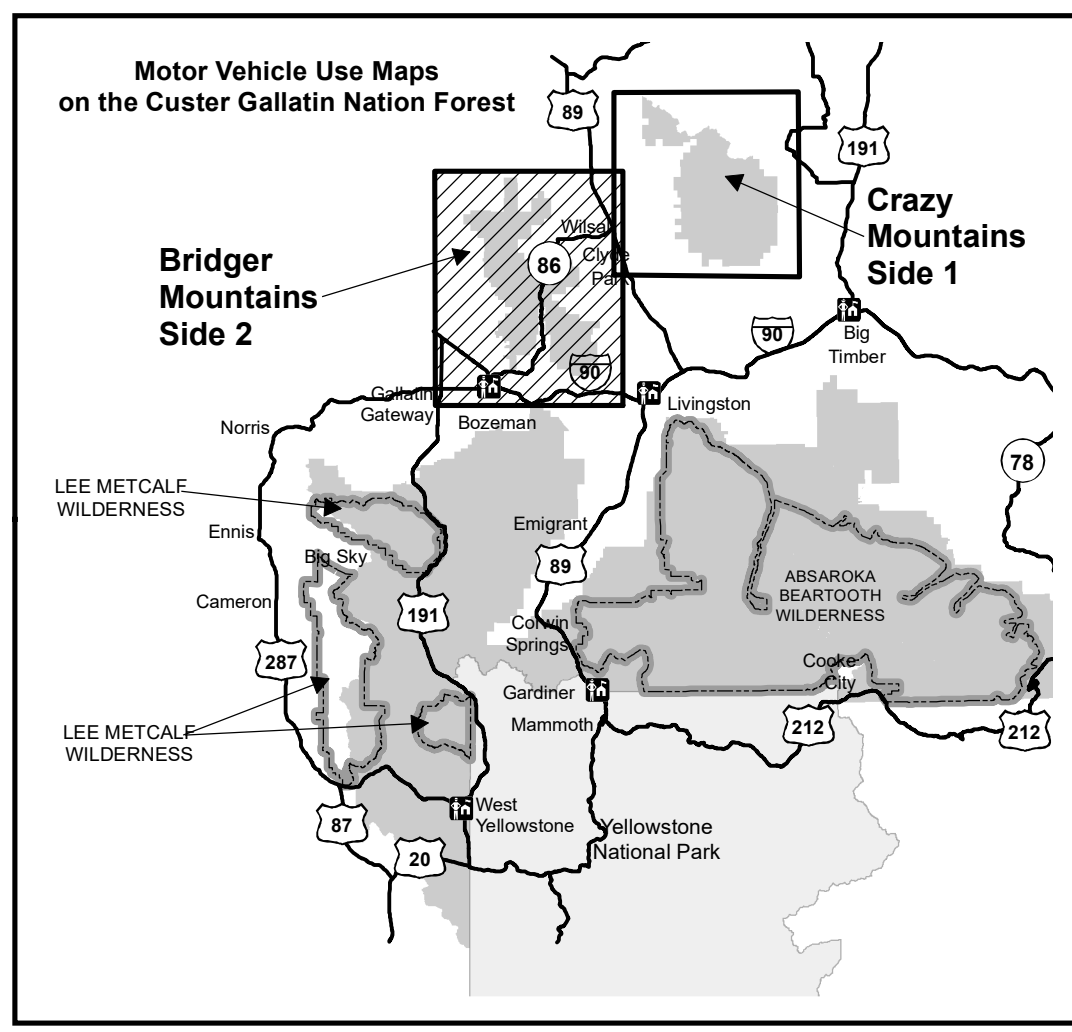 Motor Vehicle Use Maps
on the Custer Gallatin Nation Forest
89
191
Crazy
Mountains
Side 1
Wilsal
Clyde
Park
86
Bridger
Mountains
Side 2
90
Big
Timber
90
Gallatin
Gateway
Bozeman
Livingston
Norris
78
LEE METCALF
WILDERNESS
Ennis
Emigrant
Big Sky
89
ABSAROKA
BEARTOOTH
WILDERNESS
Cameron
191
Corwin
Springs
287
Cooke
City
Gardiner
Mammoth
212
212
LEE METCALF
WILDERNESS
West
Yellowstone
87
20
Yellowstone
National Park